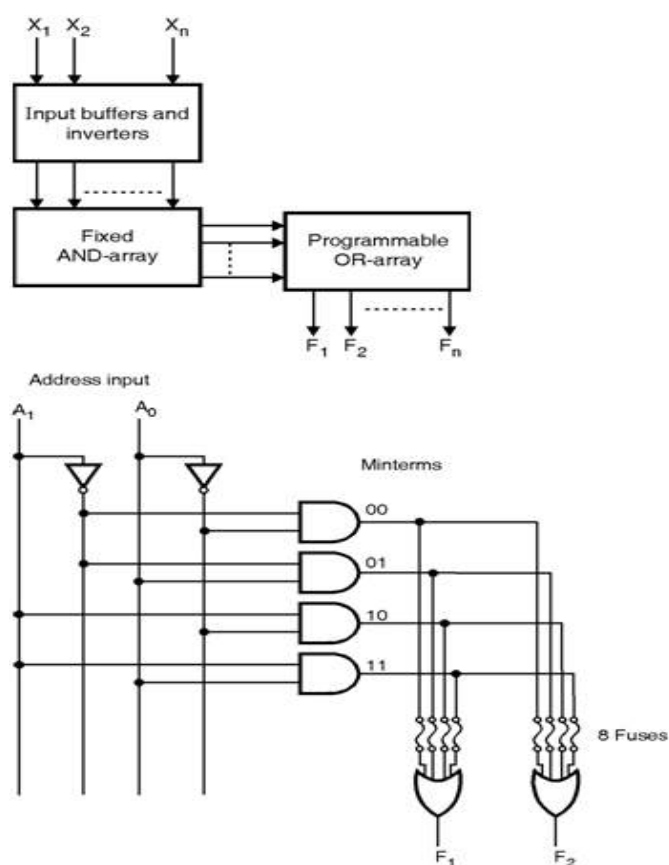 X1 X2 Xn
Input buffers and
inverters
Fixed
AND-array
Programmable
OR-array
F1 F2 Fn
Address input
A1 A0
Minterms
00
01
10
11
8 Fuses
F1 F2